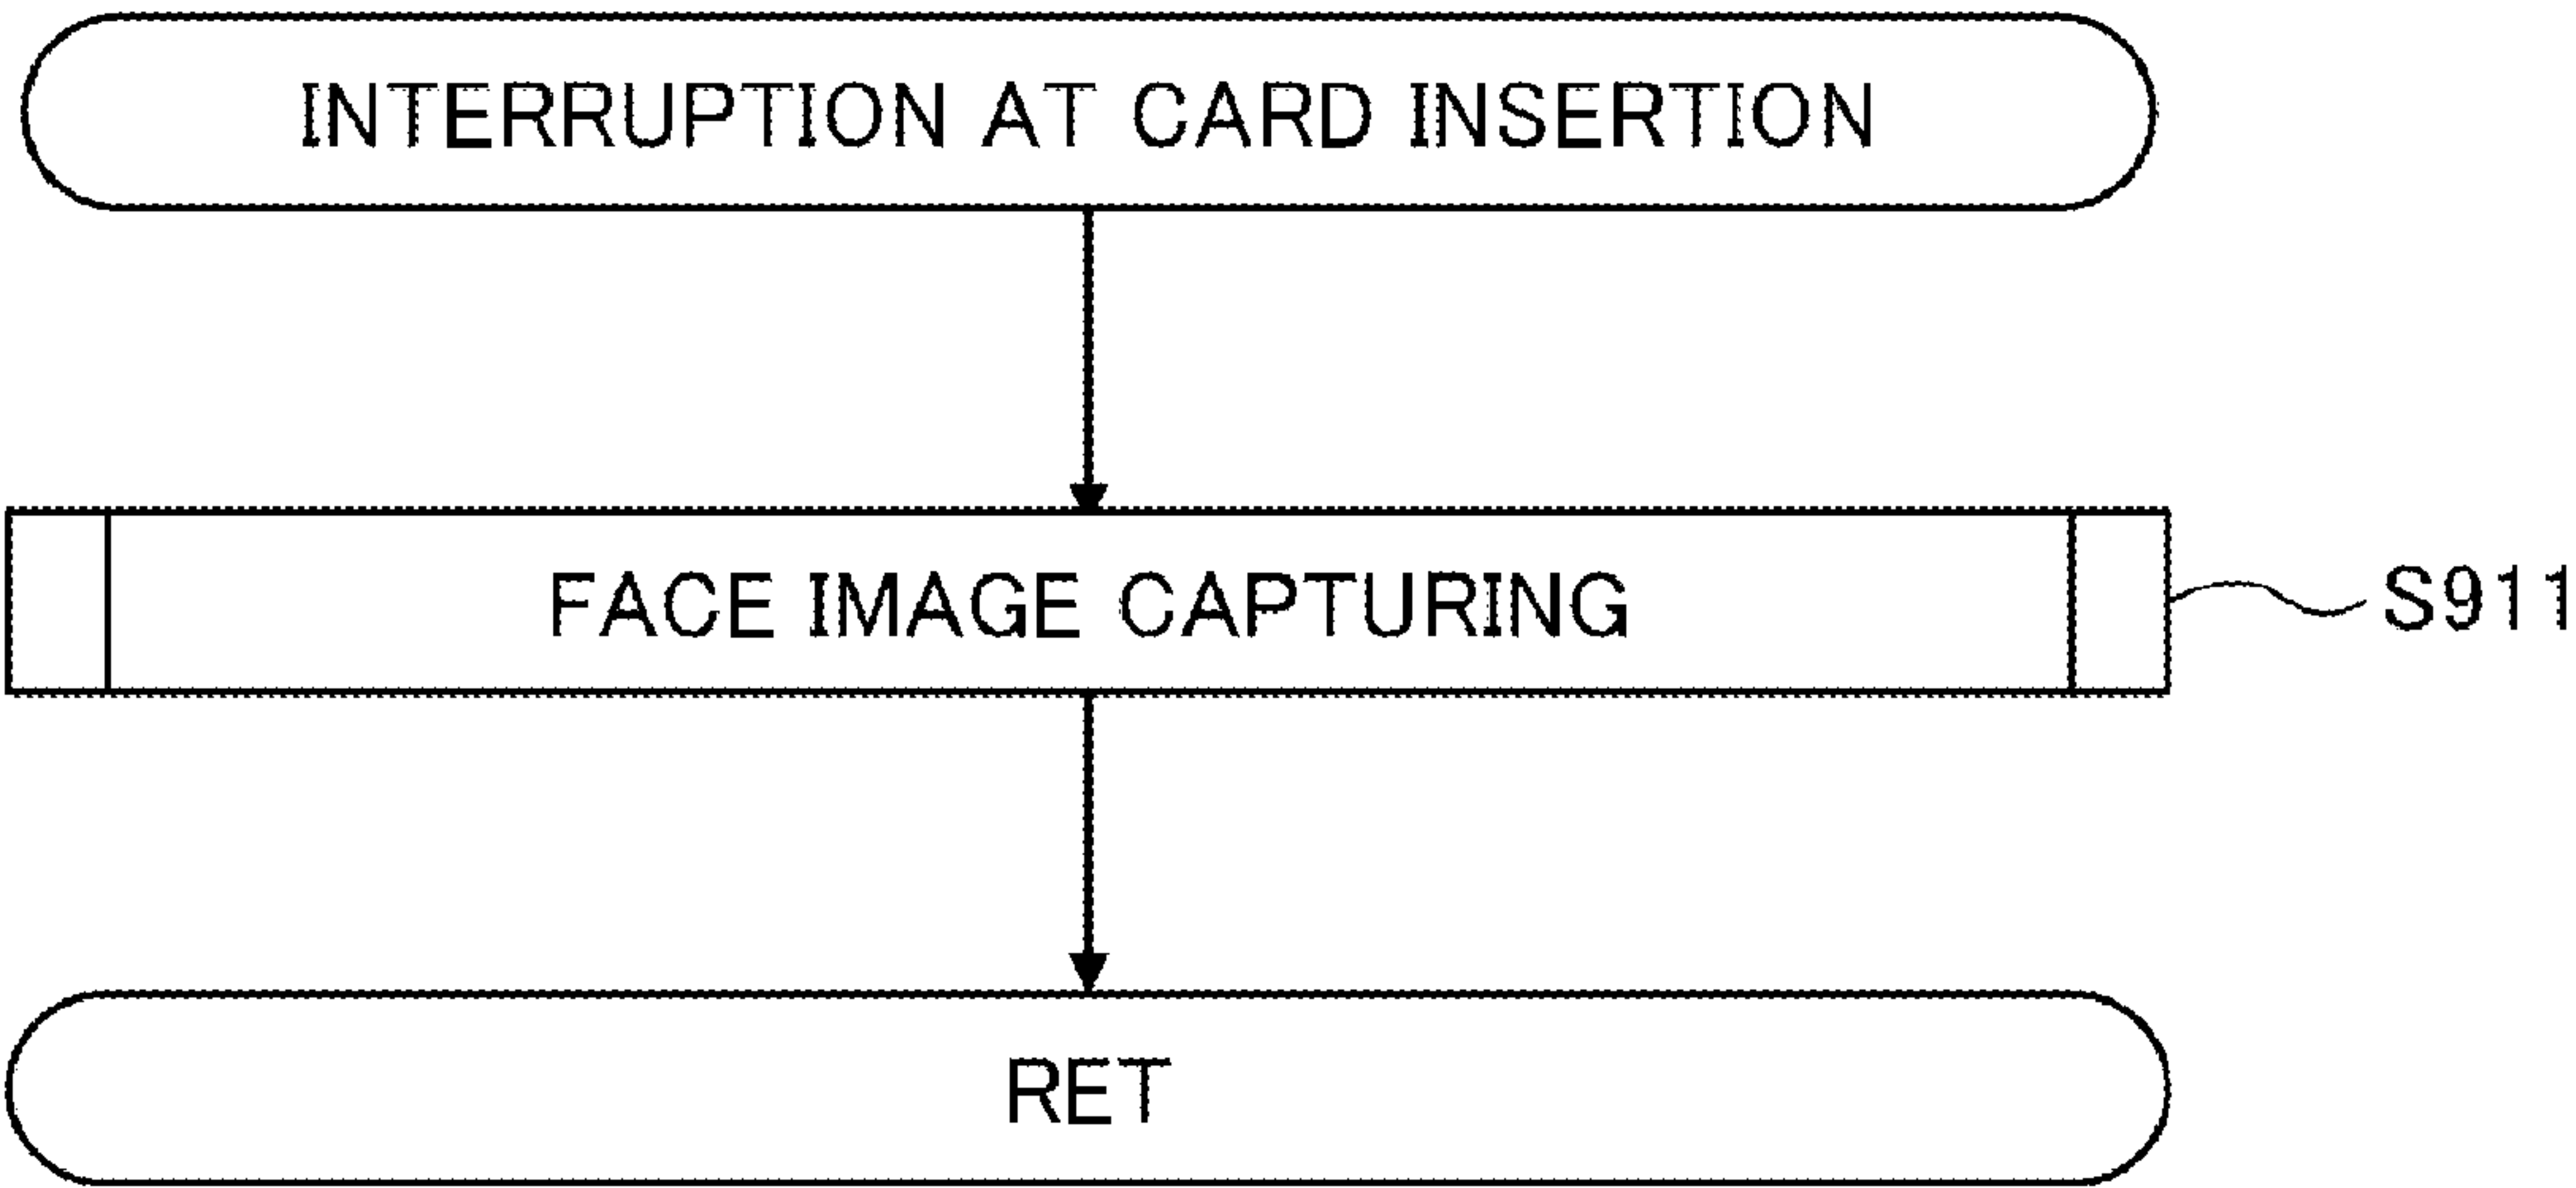 INTERRUPTION AT CARD INSERTION
FACE IMAGE CAPTURING
S911
RET